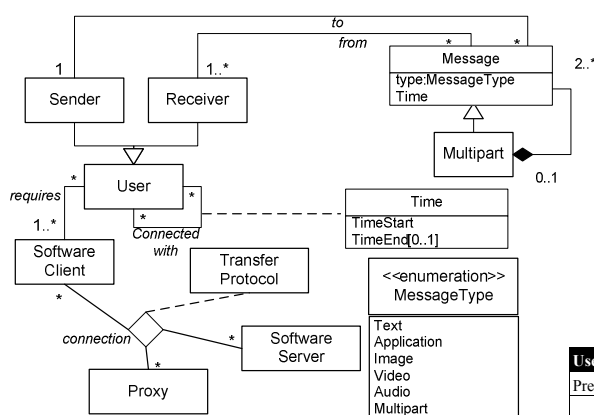 to
from
1
1..*
*
*
Message
2..*
Sender
Receiver
type:MessageType
Time
Multipart
0..1
*
User
*
requires
*
Connected
with
1..*
Time
TimeStart
TimeEnd[0..1]
Software
Client
Transfer
Protocol
<<enumeration>>
MessageType
*
connection
*
Software
Server
*
Proxy
Text
Application
Image
Video
Audio
Multipart